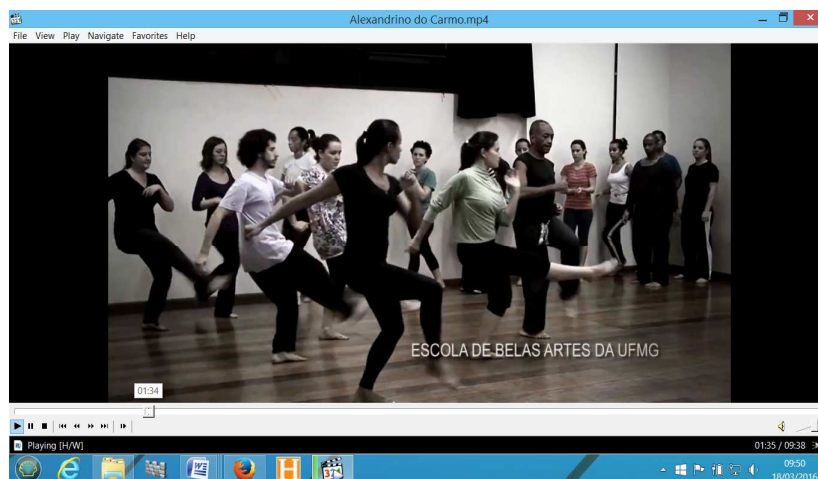 Alexandrino do Carmo.mp4
File View Play Navigate Favorites Help
ESCOLA DE BELAS ARTES DA UFMG
01:34
Playing [H/W]
01:35 / 09:38
09:50
18/03/2016